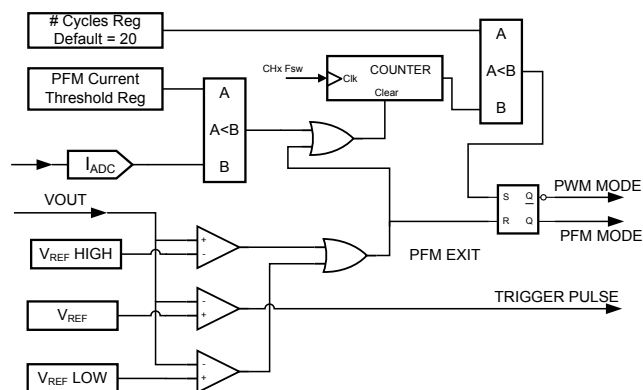 # Cycles Reg
Default = 20
A
A<B
B
PFM Current
Threshold Reg
A
A<B
B
CHx Fsw
Clk
COUNTER
Clear
IADC
VOUT
S
Q
R
Q
PWM MODE
PFM MODE
PFM EXIT
VREF HIGH
+
-
VREF
-
+
TRIGGER PULSE
VREF LOW
-
+